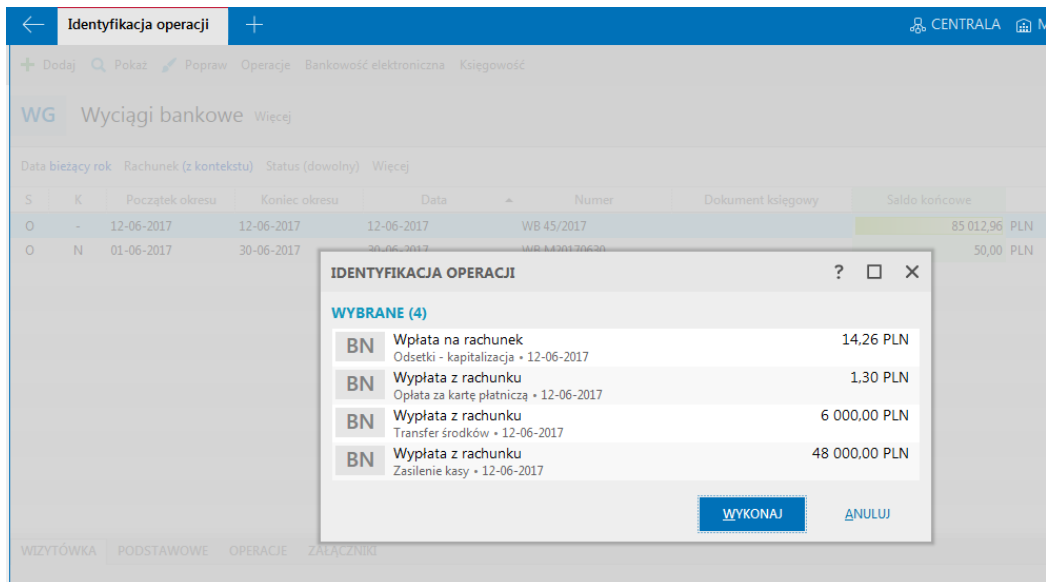 Identyfikacja operacji
CENTRALA M
Dodaj Pokaż Popraw Operacje Bankowość elektroniczna Księgowość
WG Wyciągi bankowe Więcej
Data bieżący rok Rachunek (z kontekstu) Status (dowolny) Więcej
S K Początek okresu Koniec okresu Data Numer Dokument księgowy Saldo końcowe
O - 12-06-2017 12-06-2017 12-06-2017 WB 45/2017 85 012,96 PLN
O N 01-06-2017 30-06-2017 30-06-2017 WB M20170630 50,00 PLN
IDENTYFIKACJA OPERACJI ?
WYBRANE (4)
BN Wpłata na rachunek 14,26 PLN
Odsetki - kapitalizacja • 12-06-2017
BN Wypłata z rachunku 1,30 PLN
Opłata za kartę płatniczą • 12-06-2017
BN Wypłata z rachunku 6 000,00 PLN
Transfer środków • 12-06-2017
BN Wypłata z rachunku 48 000,00 PLN
Zasilenie kasy • 12-06-2017
WYKONAJ ANULUJ
WIZYTÓWKA PODSTAWOWE OPERACJE ZAŁĄCZNIKI